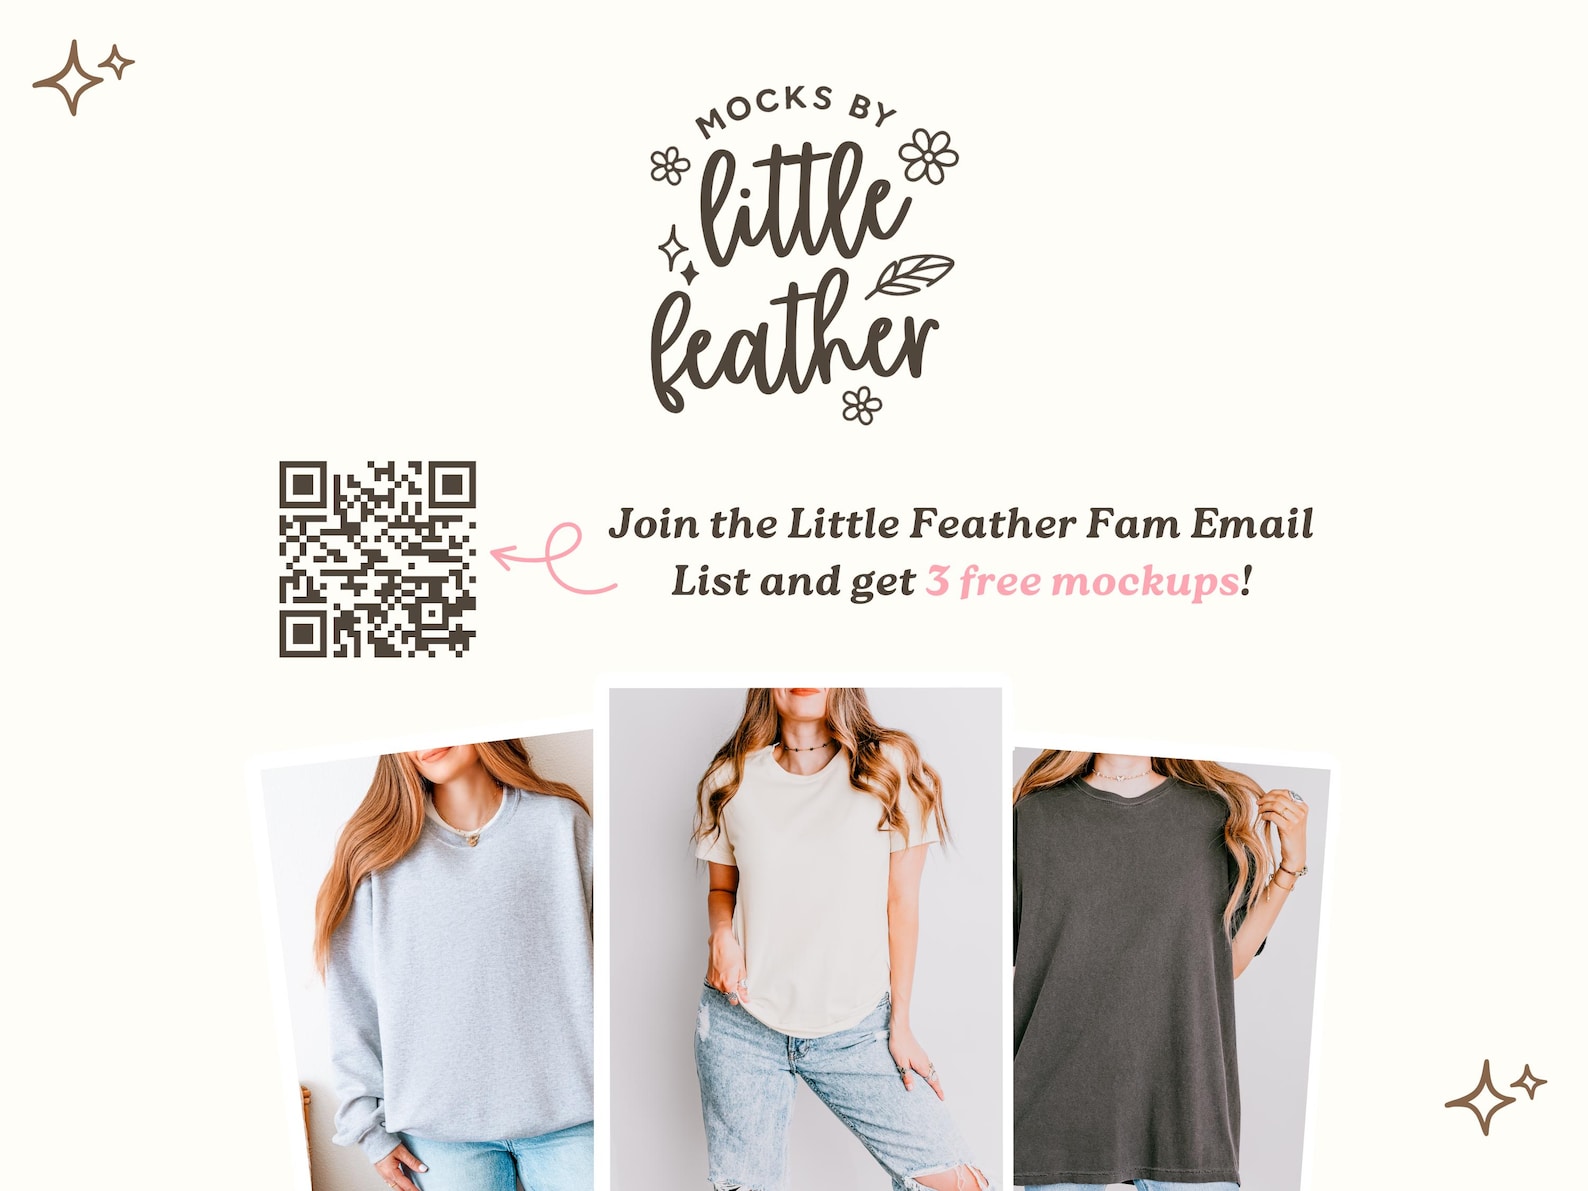 MOCKS BY
little
feather
Join the Little Feather Fam Email
List and get 3 free mockups!